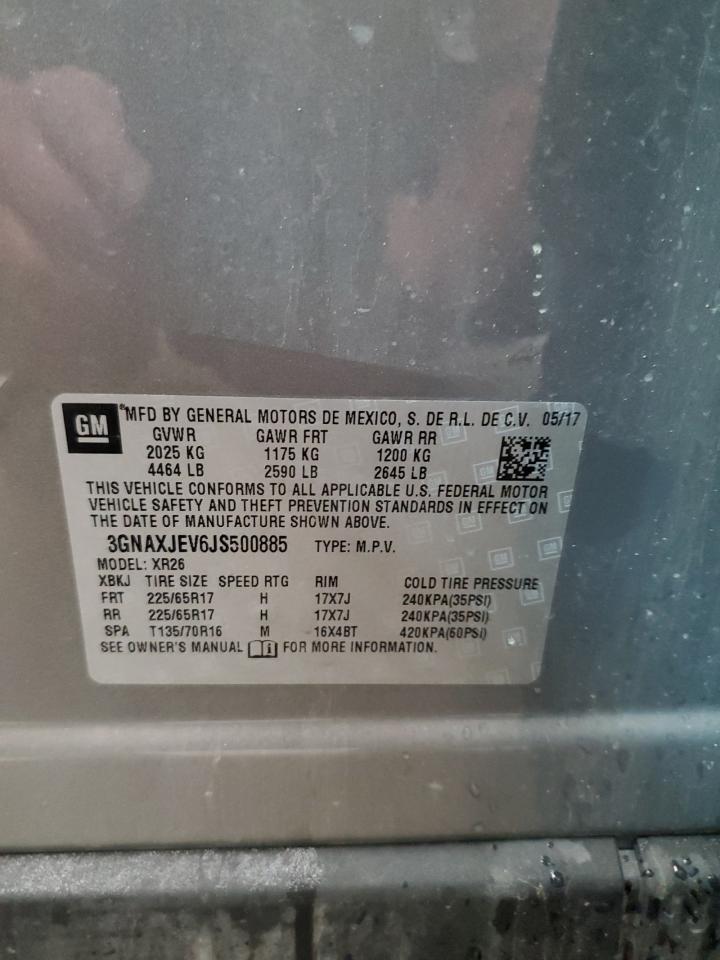 GM
®MFD BY GENERAL MOTORS DE MEXICO, S. DE R.L. DE C.V. 05/17
GVWR GAWR FRT GAWR RR
2025 KG 1175 KG 1200 KG
4464 LB 2590 LB 2645 LB
THIS VEHICLE CONFORMS TO ALL APPLICABLE U.S. FEDERAL MOTOR
VEHICLE SAFETY AND THEFT PREVENTION STANDARDS IN EFFECT ON
THE DATE OF MANUFACTURE SHOWN ABOVE.
3GNAXJEV6JS500885 TYPE: M.P.V.
MODEL: XR26
XBKJ TIRE SIZE SPEED RTG RIM COLD TIRE PRESSURE
FRT 225/65R17 H 17X7J 240KPA(35PSI)
RR 225/65R17 H 17X7J 240KPA(35PSI)
SPA T135/70R16 M 16X4BT 420KPA(60PSI)
SEE OWNER'S MANUAL FOR MORE INFORMATION.